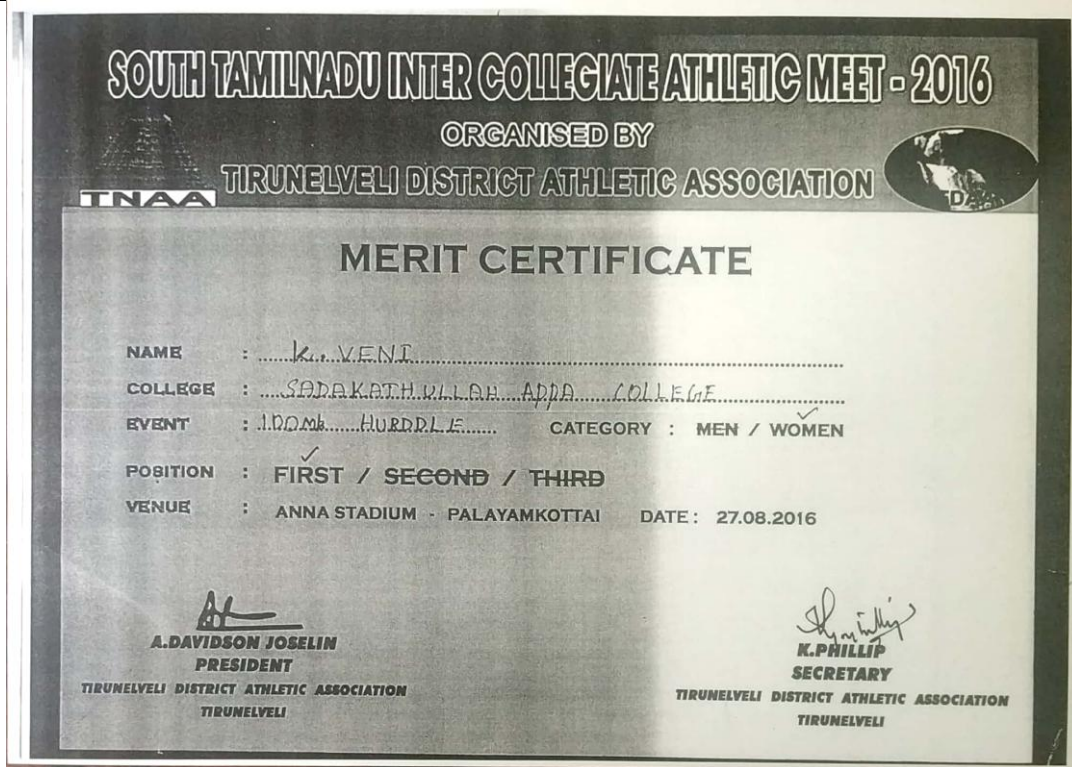 SOUTH TAMILNADU INTER COLLEGIATE ATHLETIC MEET - 2016
ORGANISED BY
TIRUNELVELI DISTRICT ATHLETIC ASSOCIATION
TNAA
MERIT CERTIFICATE
NAME : K. VENI
COLLEGE : SADAKATHULLAH APPA COLLEGE
EVENT : 100Mts HURDDLE CATEGORY : MEN / WOMEN
POSITION : FIRST / SECOND / THIRD
VENUE : ANNA STADIUM - PALAYAMKOTTAI DATE : 27.08.2016
A.DAVIDSON JOSELIN
PRESIDENT
TIRUNELVELI DISTRICT ATHLETIC ASSOCIATION
TIRUNELVELI
K.PHILLIP
SECRETARY
TIRUNELVELI DISTRICT ATHLETIC ASSOCIATION
TIRUNELVELI